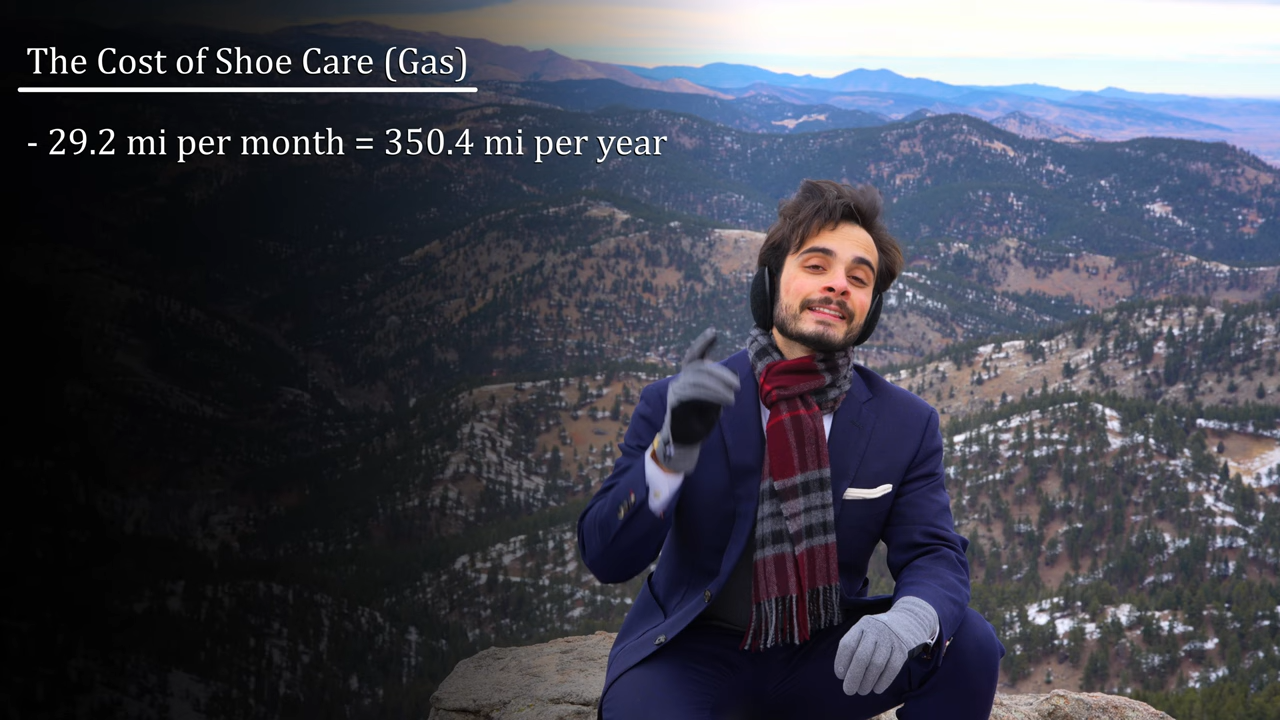 The Cost of Shoe Care (Gas)
- 29.2 mi per month = 350.4 mi per year